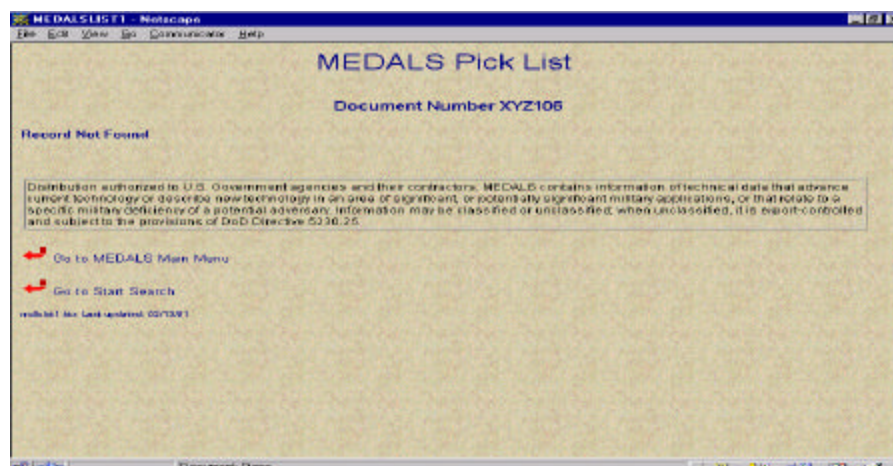 MEDALSLIST1 - Netscape
File Edit View Go Communicator Help
MEDALS Pick List
Document Number XYZ106
Record Not Found
Distribution authorized to U.S. Government agencies and their contractors. MEDALS contains information of technical data that advance
current technology or describe new technology in an area of significant, or potentially significant military applications, or that relate to a
specific military deficiency of a potential adversary. Information may be classified or unclassified; when unclassified, it is export-controlled
and subject to the provisions of DoD Directive 5230.25.
Go to MEDALS Main Menu
Go to Start Search
Last updated:
Document: Done